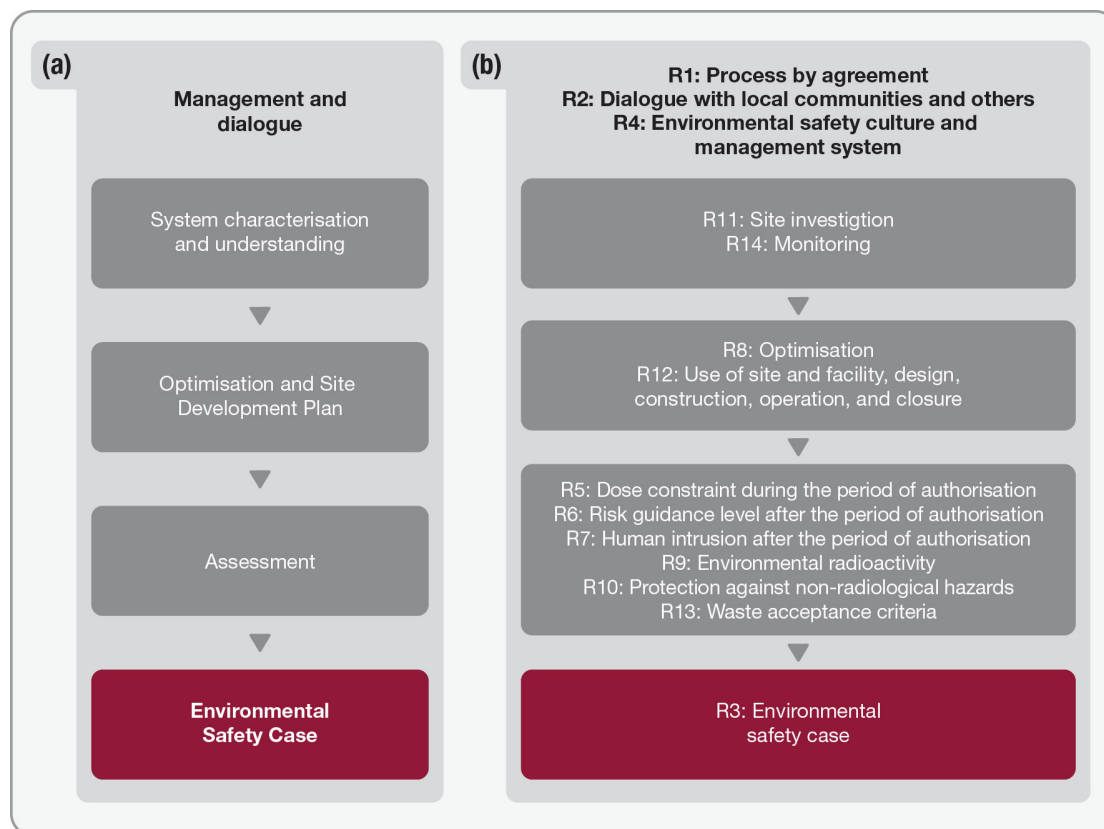 (a)
Management and
dialogue
System characterisation
and understanding
Optimisation and Site
Development Plan
Assessment
Environmental
Safety Case
(b)
R1: Process by agreement
R2: Dialogue with local communities and others
R4: Environmental safety culture and
management system
R11: Site investigtion
R14: Monitoring
R8: Optimisation
R12: Use of site and facility, design,
construction, operation, and closure
R5: Dose constraint during the period of authorisation
R6: Risk guidance level after the period of authorisation
R7: Human intrusion after the period of authorisation
R9: Environmental radioactivity
R10: Protection against non-radiological hazards
R13: Waste acceptance criteria
R3: Environmental
safety case